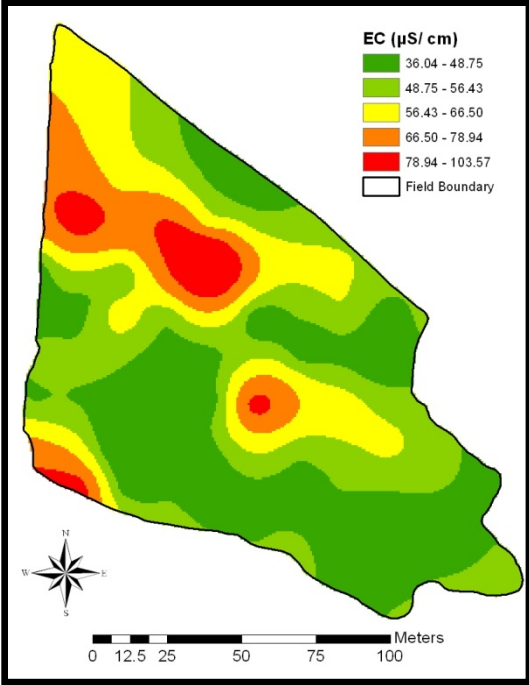 EC (µS/ cm)
36.04 - 48.75
48.75 - 56.43
56.43 - 66.50
66.50 - 78.94
78.94 - 103.57
Field Boundary
N
W E
S
Meters
0 12.5 25 50 75 100